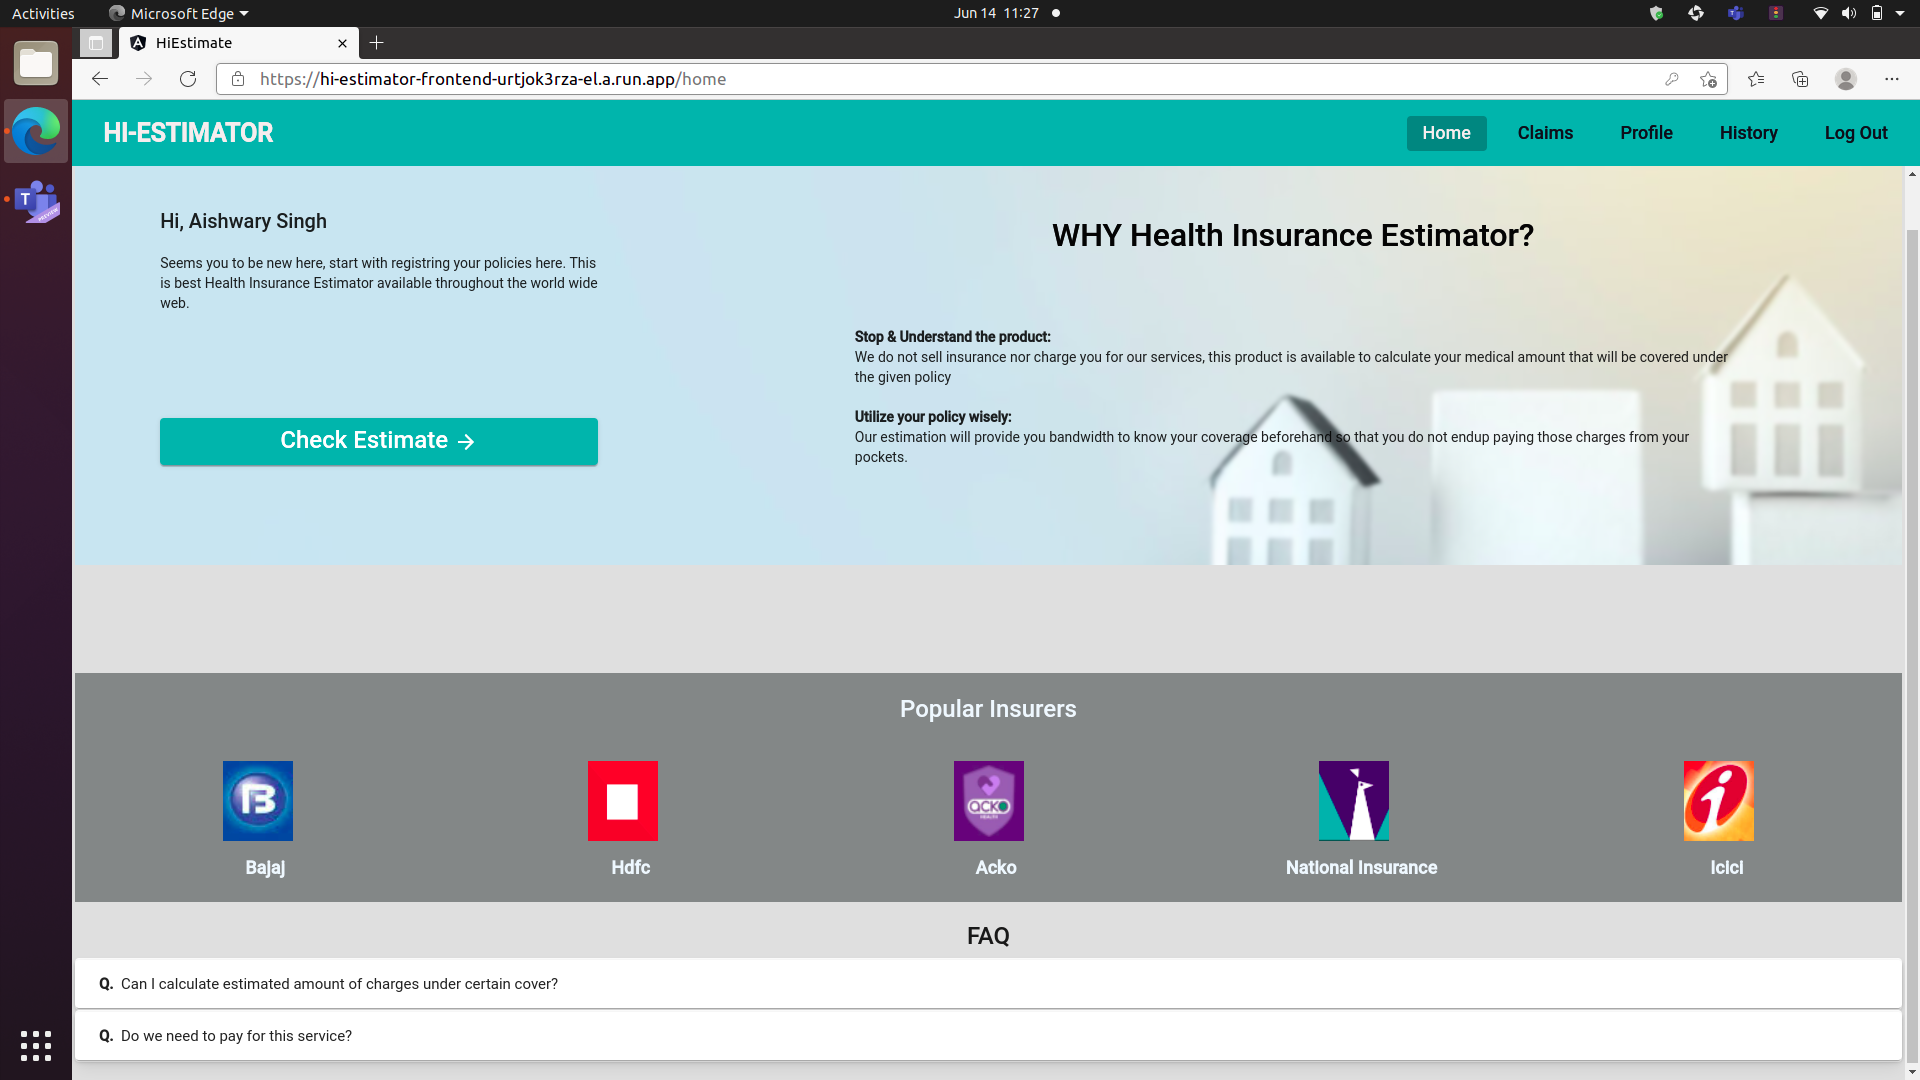 Activities
Microsoft Edge
Jun 14 11:27
HiEstimate
https://hi-estimator-frontend-urtjok3rza-el.a.run.app/home
HI-ESTIMATOR
Home
Claims
Profile
History
Log Out
Hi, Aishwary Singh
Seems you to be new here, start with registring your policies here. This
is best Health Insurance Estimator available throughout the world wide
web.
Check Estimate →
WHY Health Insurance Estimator?
Stop & Understand the product:
We do not sell insurance nor charge you for our services, this product is available to calculate your medical amount that will be covered under
the given policy
Utilize your policy wisely:
Our estimation will provide you bandwidth to know your coverage beforehand so that you do not endup paying those charges from your
pockets.
Popular Insurers
acko
HEALTH
Bajaj
Hdfc
Acko
National Insurance
Icici
FAQ
Q. Can I calculate estimated amount of charges under certain cover?
Q. Do we need to pay for this service?